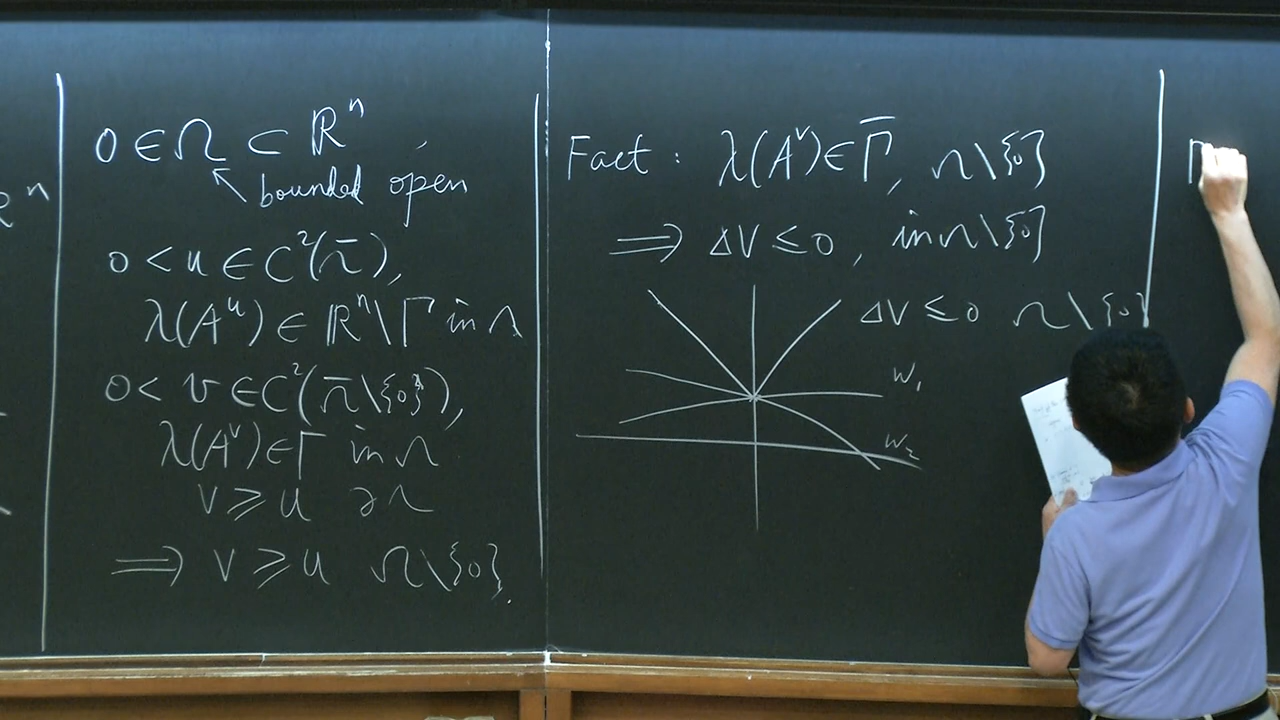 ℝⁿ
0 ∈ Ω ⊂ ℝⁿ
bounded open
0 < u ∈ C²(Ω̄),
λ(Aᵘ) ∈ ℝⁿ\Γ in Ω
0 < v ∈ C²(Ω̄\{0}),
λ(Aᵛ) ∈ Γ in Ω
v ≥ u ∂Ω
⟹ v ≥ u Ω\{0}.
Fact : λ(Aᵛ) ∈ Γ̄, Ω\{0}
⟹ ΔV ≤ 0, in Ω\{0}
ΔV ≤ 0 Ω\{0}
W₁
W₂